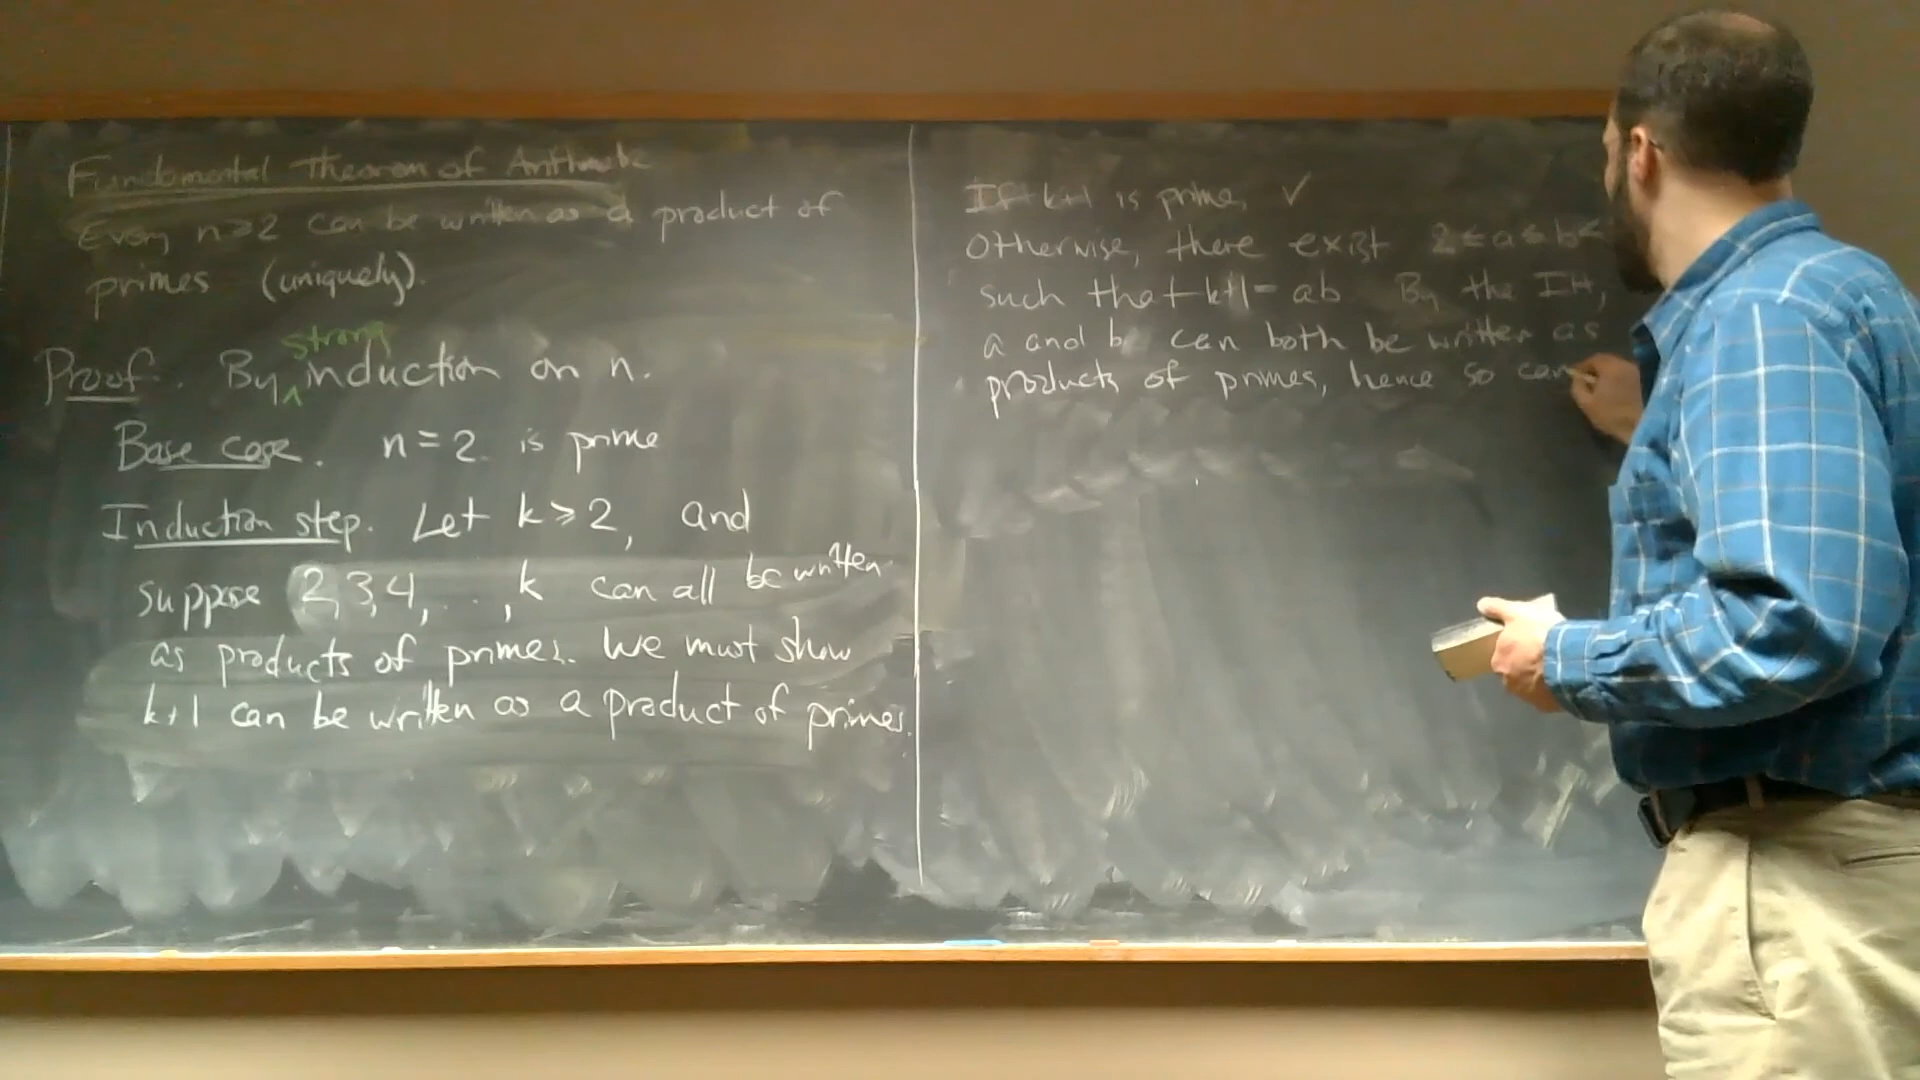 Fundamental Theorem of Arithmetic
Every n≥2 can be written as a product of
primes (uniquely).
strong
Proof. By ^ induction on n.
Base case. n=2 is prime
Induction step. Let k≥2, and
suppose 2,3,4,...,k can all be written
as products of primes. We must show
k+1 can be written as a product of primes.
If k+1 is prime, ✓
Otherwise, there exist 2≤a≤b<
such that k+1=ab By the IH,
a and b can both be written as
products of primes, hence so can